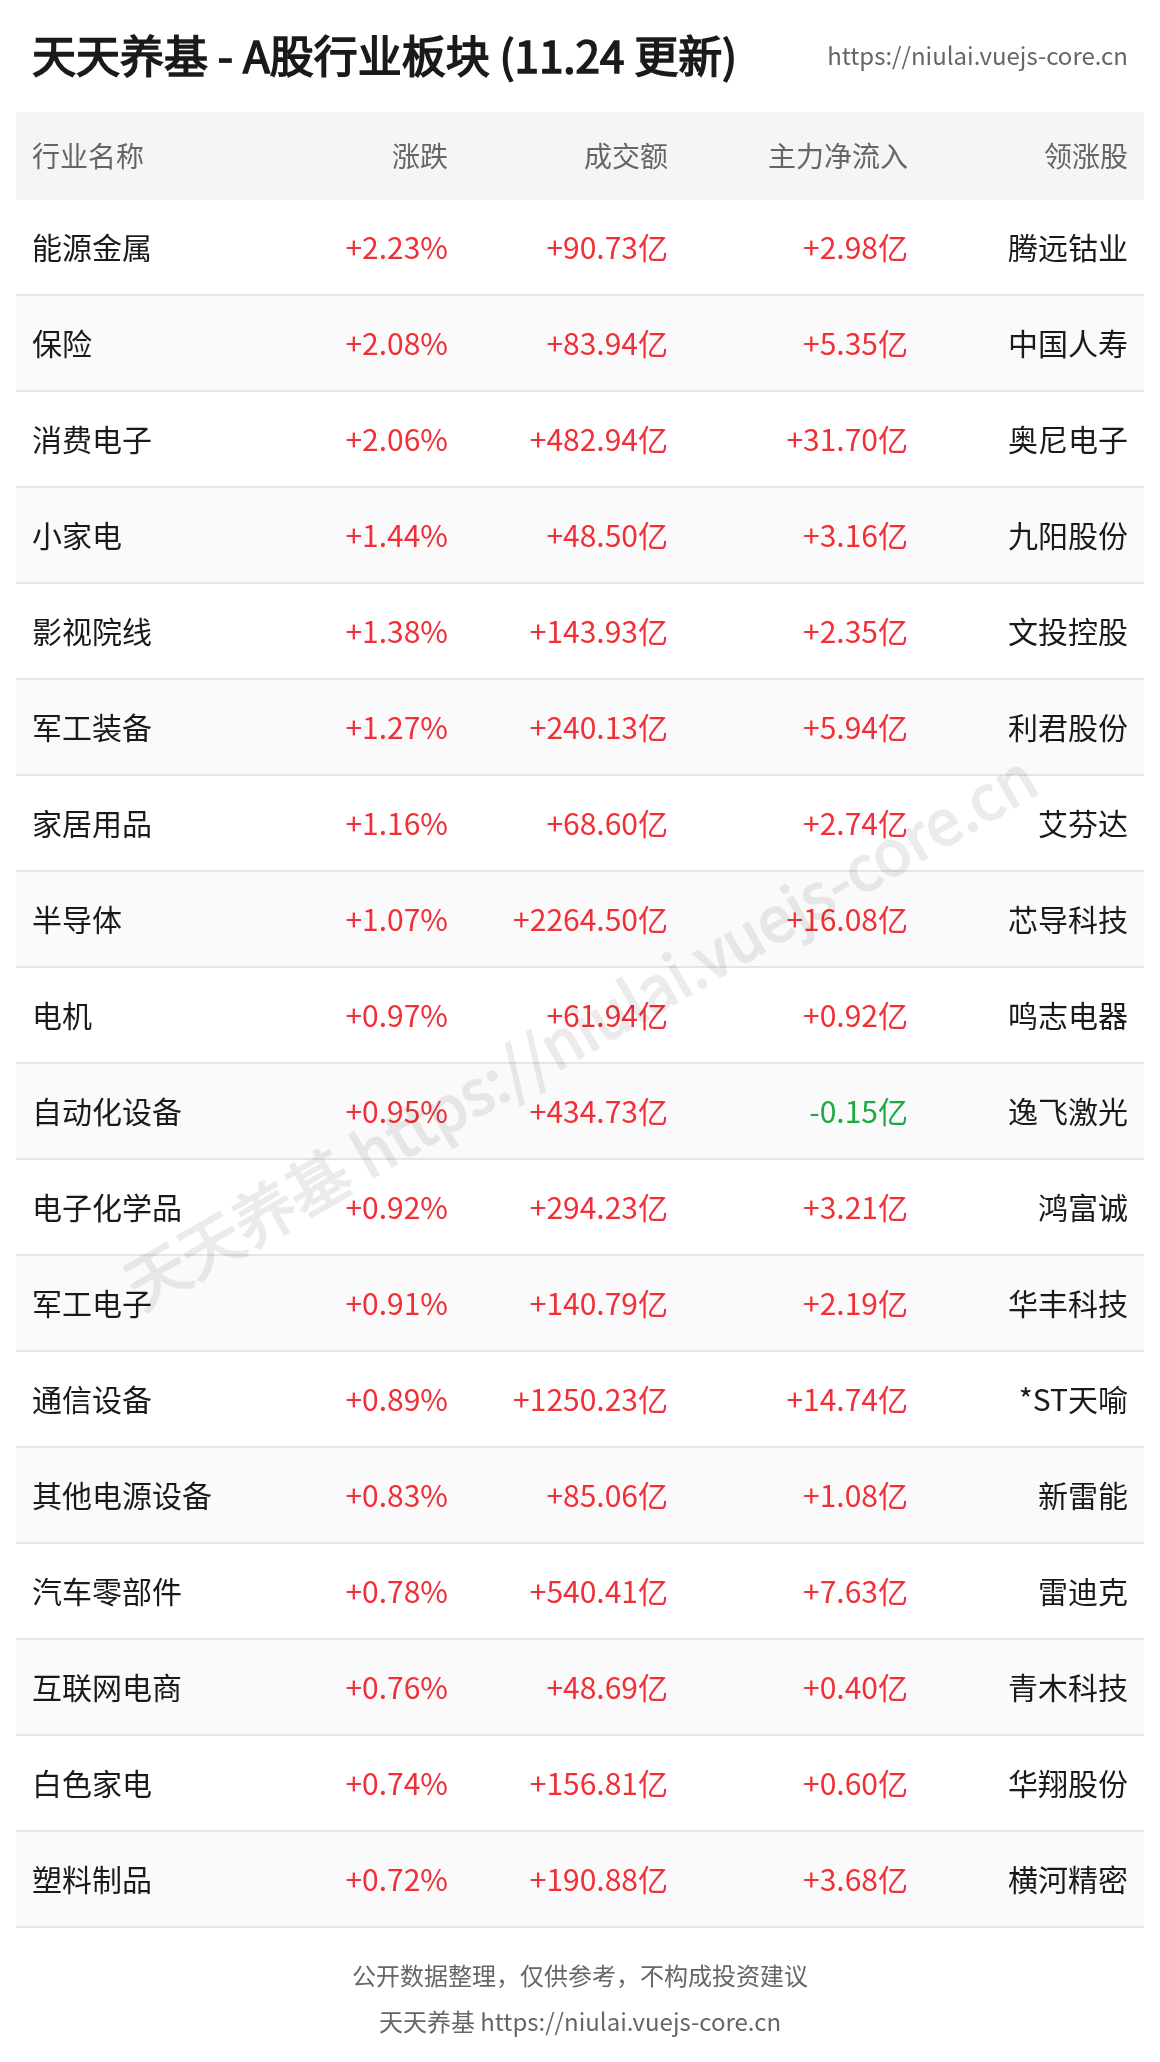 天天养基 - A股行业板块 (11.24 更新) https://niulai.vuejs-core.cn
行业名称 涨跌 成交额 主力净流入 领涨股
能源金属 +2.23% +90.73亿 +2.98亿 腾远钴业
保险 +2.08% +83.94亿 +5.35亿 中国人寿
消费电子 +2.06% +482.94亿 +31.70亿 奥尼电子
小家电 +1.44% +48.50亿 +3.16亿 九阳股份
影视院线 +1.38% +143.93亿 +2.35亿 文投控股
军工装备 +1.27% +240.13亿 +5.94亿 利君股份
家居用品 +1.16% +68.60亿 +2.74亿 艾芬达
半导体 +1.07% +2264.50亿 +16.08亿 芯导科技
电机 +0.97% +61.94亿 +0.92亿 鸣志电器
自动化设备 +0.95% +434.73亿 -0.15亿 逸飞激光
电子化学品 +0.92% +294.23亿 +3.21亿 鸿富诚
军工电子 +0.91% +140.79亿 +2.19亿 华丰科技
通信设备 +0.89% +1250.23亿 +14.74亿 *ST天喻
其他电源设备 +0.83% +85.06亿 +1.08亿 新雷能
汽车零部件 +0.78% +540.41亿 +7.63亿 雷迪克
互联网电商 +0.76% +48.69亿 +0.40亿 青木科技
白色家电 +0.74% +156.81亿 +0.60亿 华翔股份
塑料制品 +0.72% +190.88亿 +3.68亿 横河精密
天天养基 https://niulai.vuejs-core.cn
公开数据整理，仅供参考，不构成投资建议
天天养基 https://niulai.vuejs-core.cn